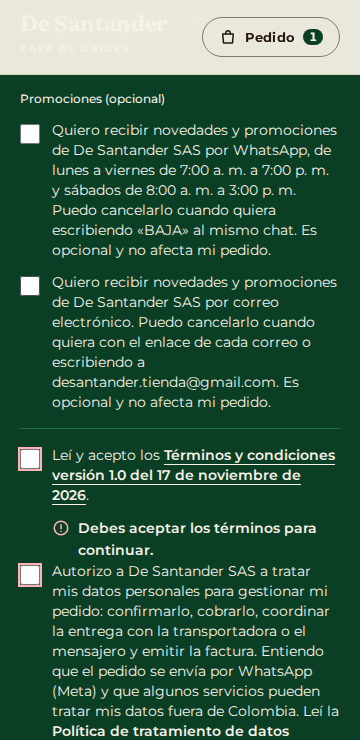 De Santander
CAFÉ DE ORIGEN
Pedido 1
Promociones (opcional)
Quiero recibir novedades y promociones
de De Santander SAS por WhatsApp, de
lunes a viernes de 7:00 a. m. a 7:00 p. m.
y sábados de 8:00 a. m. a 3:00 p. m.
Puedo cancelarlo cuando quiera
escribiendo «BAJA» al mismo chat. Es
opcional y no afecta mi pedido.
Quiero recibir novedades y promociones
de De Santander SAS por correo
electrónico. Puedo cancelarlo cuando
quiera con el enlace de cada correo o
escribiendo a
desantander.tienda@gmail.com. Es
opcional y no afecta mi pedido.
Leí y acepto los Términos y condiciones
versión 1.0 del 17 de noviembre de
2026.
Debes aceptar los términos para
continuar.
Autorizo a De Santander SAS a tratar
mis datos personales para gestionar mi
pedido: confirmarlo, cobrarlo, coordinar
la entrega con la transportadora o el
mensajero y emitir la factura. Entiendo
que el pedido se envía por WhatsApp
(Meta) y que algunos servicios pueden
tratar mis datos fuera de Colombia. Leí la
Política de tratamiento de datos